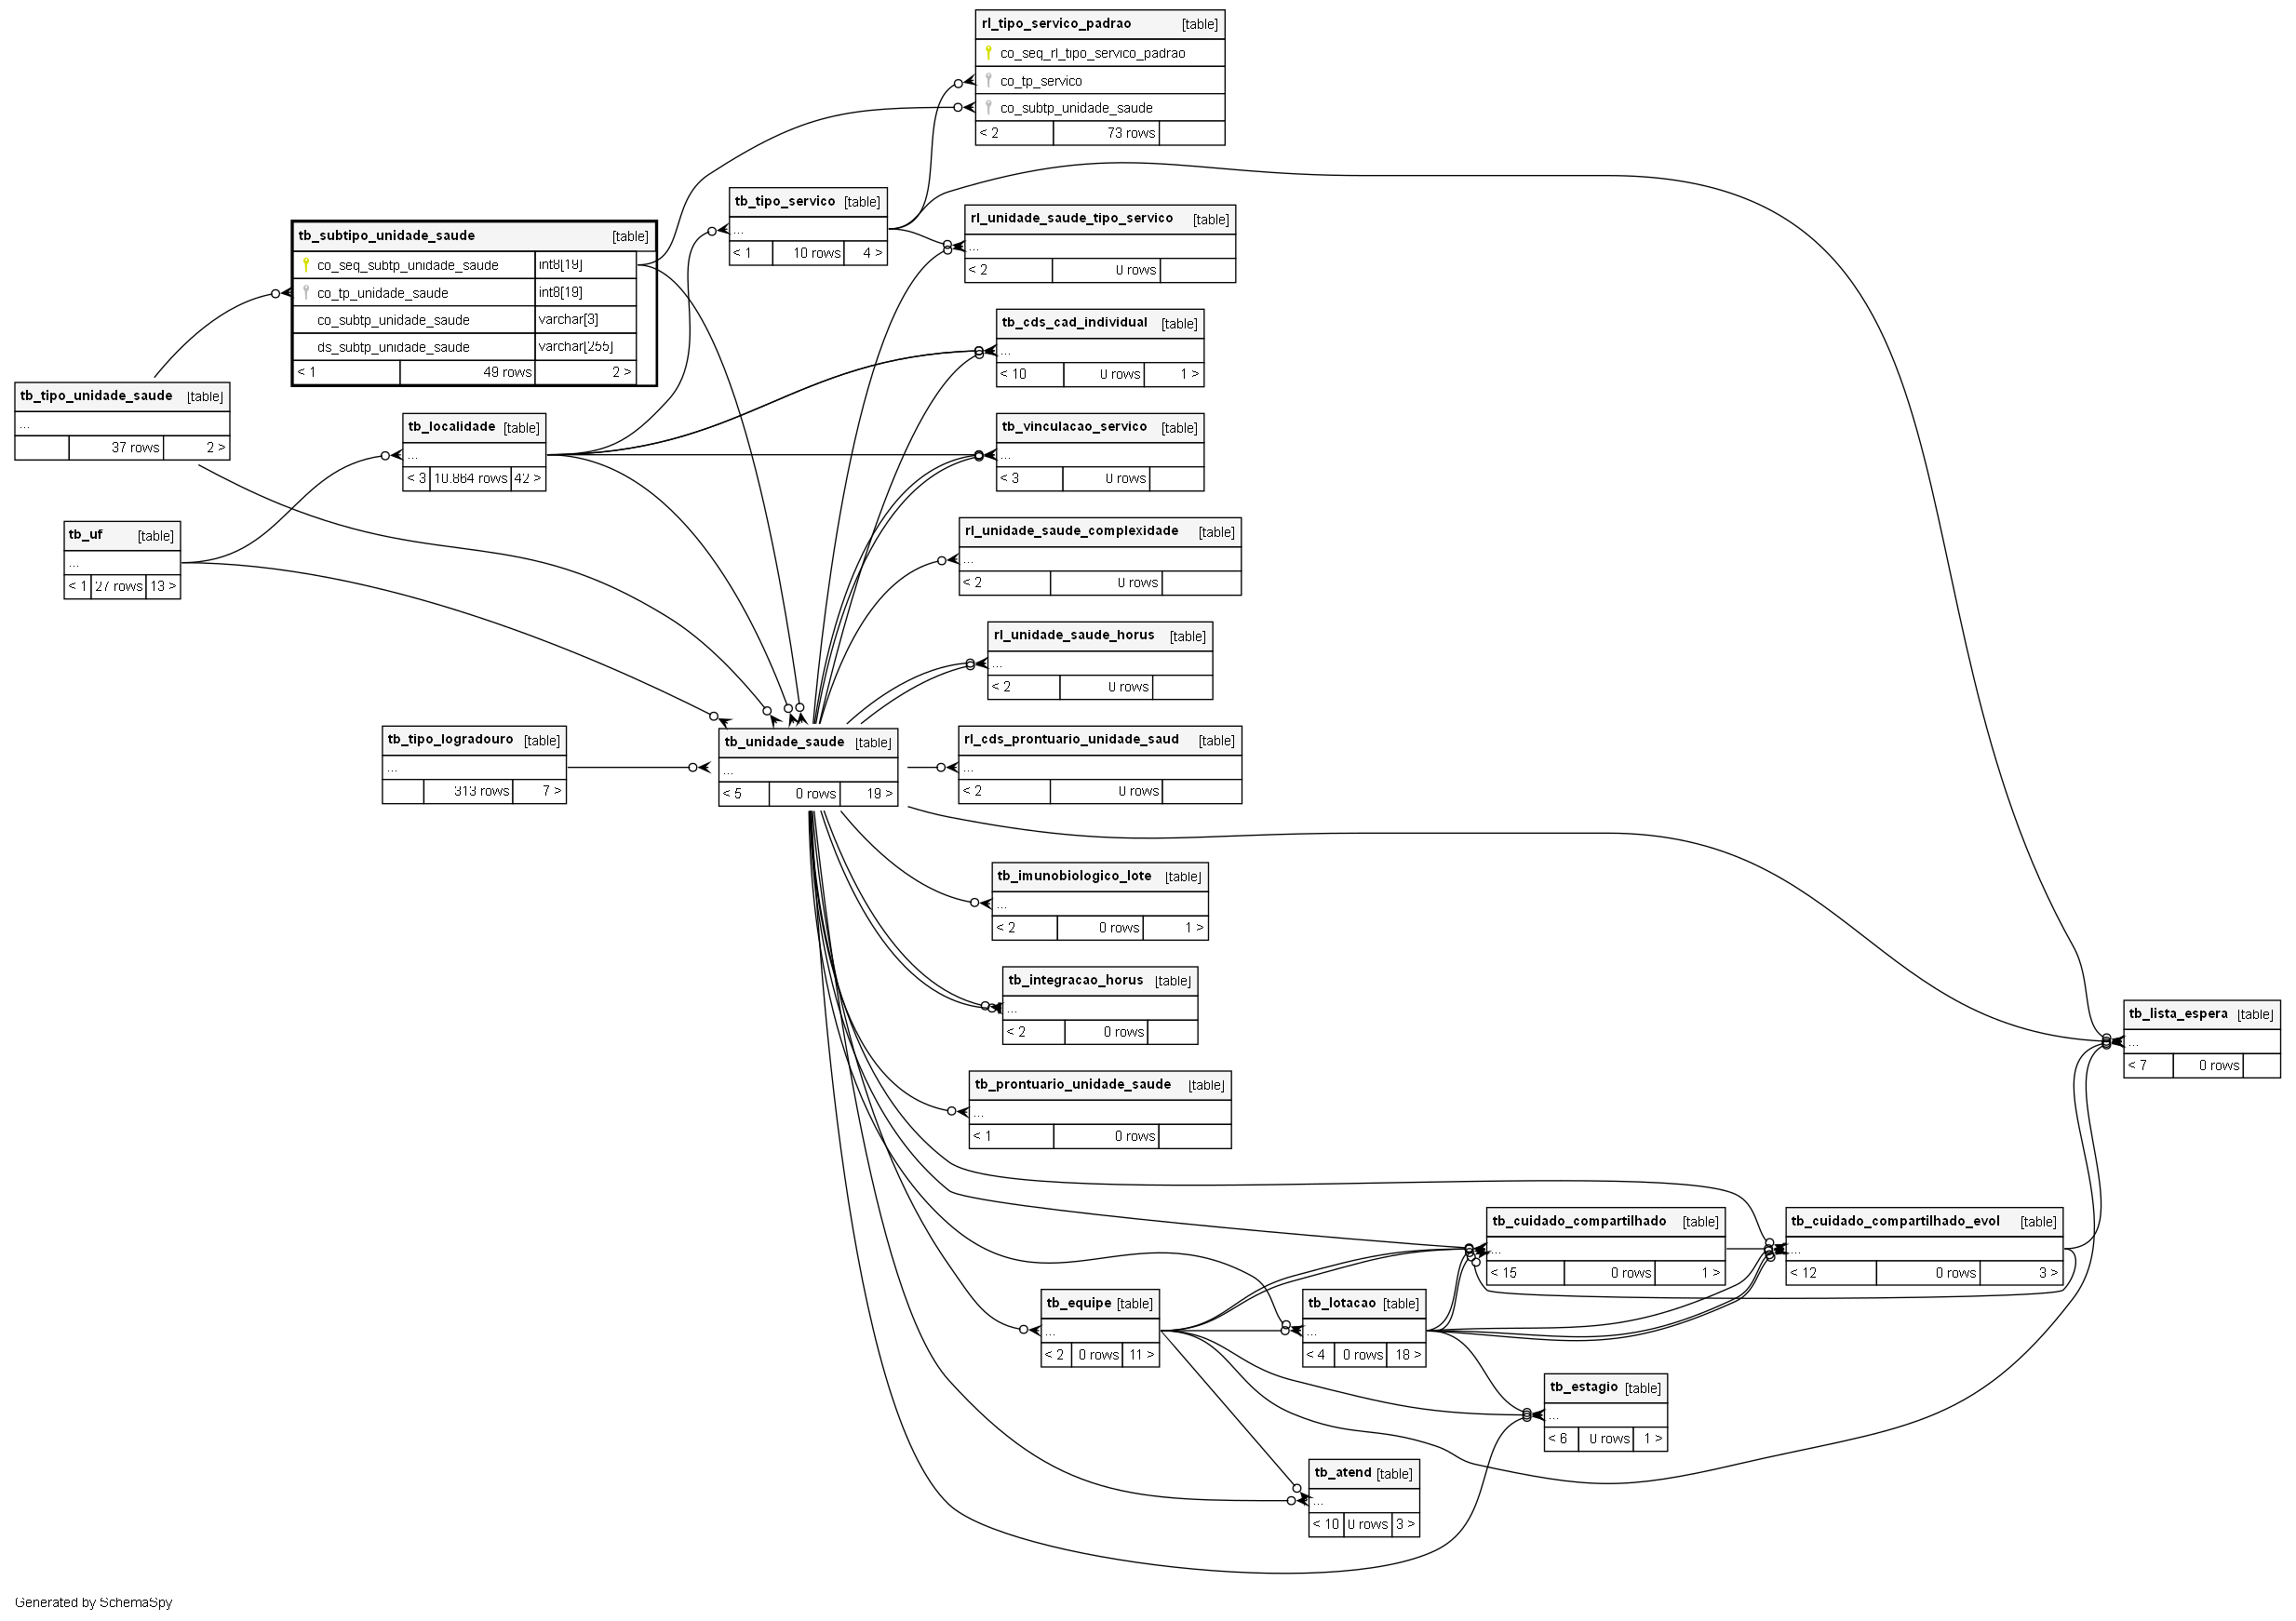 rl_tipo_servico_padrao [table]
co_seq_rl_tipo_servico_padrao
co_tp_servico
co_subtp_unidade_saude
< 2 73 rows
tb_tipo_servico [table]
...
< 1 10 rows 4 >
rl_unidade_saude_tipo_servico [table]
...
< 2 0 rows
tb_subtipo_unidade_saude [table]
co_seq_subtp_unidade_saude int8[19]
co_tp_unidade_saude int8[19]
co_subtp_unidade_saude varchar[3]
ds_subtp_unidade_saude varchar[255]
< 1 49 rows 2 >
tb_cds_cad_individual [table]
...
< 10 0 rows 1 >
tb_tipo_unidade_saude [table]
...
37 rows 2 >
tb_localidade [table]
...
< 3 10.864 rows 42 >
tb_vinculacao_servico [table]
...
< 3 0 rows
tb_uf [table]
...
< 1 27 rows 13 >
rl_unidade_saude_complexidade [table]
...
< 2 0 rows
rl_unidade_saude_horus [table]
...
< 2 0 rows
tb_tipo_logradouro [table]
...
313 rows 7 >
tb_unidade_saude [table]
...
< 5 0 rows 19 >
rl_cds_prontuario_unidade_saud [table]
...
< 2 0 rows
tb_imunobiologico_lote [table]
...
< 2 0 rows 1 >
tb_integracao_horus [table]
...
< 2 0 rows
tb_lista_espera [table]
...
< 7 0 rows
tb_prontuario_unidade_saude [table]
...
< 1 0 rows
tb_cuidado_compartilhado [table]
...
< 15 0 rows 1 >
tb_cuidado_compartilhado_evol [table]
...
< 12 0 rows 3 >
tb_equipe [table]
...
< 2 0 rows 11 >
tb_lotacao [table]
...
< 4 0 rows 18 >
tb_estagio [table]
...
< 6 0 rows 1 >
tb_atend [table]
...
< 10 0 rows 3 >
Generated by SchemaSpy